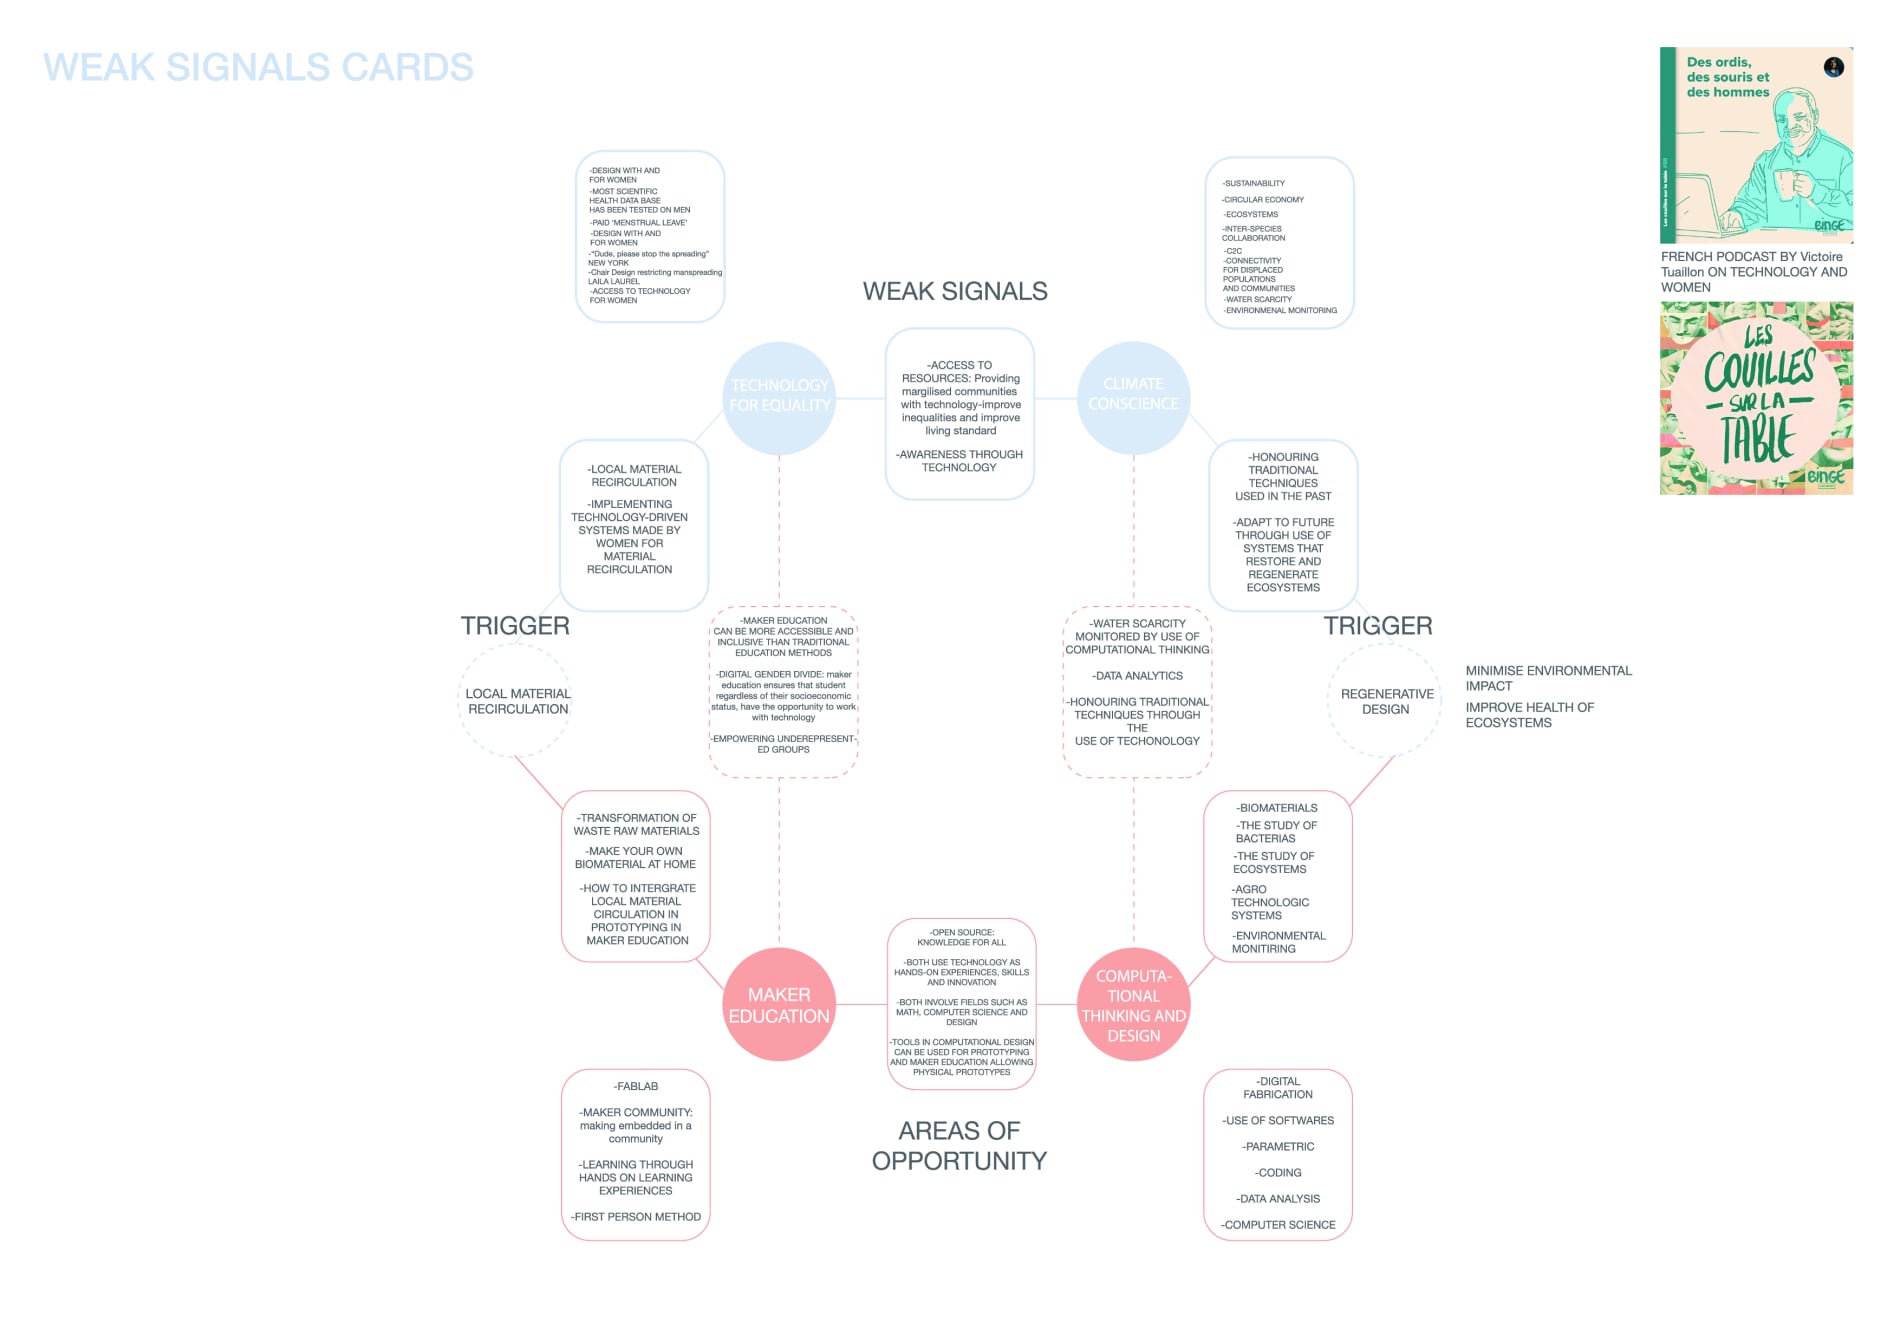 WEAK SIGNALS CARDS
Des ordis,
des souris et
des hommes
Les couilles sur la table
BINGE
FRENCH PODCAST BY Victoire
Tuaillon ON TECHNOLOGY AND
WOMEN
LES
COUILLES
- SUR LA -
TABLE
BINGE
-DESIGN WITH AND
FOR WOMEN
-MOST SCIENTIFIC
HEALTH DATA BASE
HAS BEEN TESTED ON MEN
-PAID ‘MENSTRUAL LEAVE’
-DESIGN WITH AND
FOR WOMEN
-“Dude, please stop the spreading”
NEW YORK
-Chair Design restricting manspreading
LAILA LAUREL
-ACCESS TO TECHNOLOGY
FOR WOMEN
-SUSTAINABILITY
-CIRCULAR ECONOMY
-ECOSYSTEMS
-INTER-SPECIES
COLLABORATION
-C2C
-CONNECTIVITY
FOR DISPLACED
POPULATIONS
AND COMMUNITIES
-WATER SCARCITY
-ENVIRONMENAL MONITORING
WEAK SIGNALS
TECHNOLOGY
FOR EQUALITY
-ACCESS TO
RESOURCES: Providing
margilised communities
with technology-improve
inequalities and improve
living standard
-AWARENESS THROUGH
TECHNOLOGY
CLIMATE
CONSCIENCE
-LOCAL MATERIAL
RECIRCULATION
-IMPLEMENTING
TECHNOLOGY-DRIVEN
SYSTEMS MADE BY
WOMEN FOR
MATERIAL
RECIRCULATION
-HONOURING
TRADITIONAL
TECHNIQUES
USED IN THE PAST
-ADAPT TO FUTURE
THROUGH USE OF
SYSTEMS THAT
RESTORE AND
REGENERATE
ECOSYSTEMS
TRIGGER
LOCAL MATERIAL
RECIRCULATION
-MAKER EDUCATION
CAN BE MORE ACCESSIBLE AND
INCLUSIVE THAN TRADITIONAL
EDUCATION METHODS
-DIGITAL GENDER DIVIDE: maker
education ensures that student
regardless of their socioeconomic
status, have the opportunity to work
with technology
-EMPOWERING UNDEREPRESENT-
ED GROUPS
-WATER SCARCITY
MONITORED BY USE OF
COMPUTATIONAL THINKING
-DATA ANALYTICS
-HONOURING TRADITIONAL
TECHNIQUES THROUGH
THE
USE OF TECHONOLOGY
TRIGGER
REGENERATIVE
DESIGN
MINIMISE ENVIRONMENTAL
IMPACT
IMPROVE HEALTH OF
ECOSYSTEMS
-TRANSFORMATION OF
WASTE RAW MATERIALS
-MAKE YOUR OWN
BIOMATERIAL AT HOME
-HOW TO INTERGRATE
LOCAL MATERIAL
CIRCULATION IN
PROTOTYPING IN
MAKER EDUCATION
-BIOMATERIALS
-THE STUDY OF
BACTERIAS
-THE STUDY OF
ECOSYSTEMS
-AGRO
TECHNOLOGIC
SYSTEMS
-ENVIRONMENTAL
MONITIRING
MAKER
EDUCATION
-OPEN SOURCE:
KNOWLEDGE FOR ALL
-BOTH USE TECHNOLOGY AS
HANDS-ON EXPERIENCES, SKILLS
AND INNOVATION
-BOTH INVOLVE FIELDS SUCH AS
MATH, COMPUTER SCIENCE AND
DESIGN
-TOOLS IN COMPUTATIONAL DESIGN
CAN BE USED FOR PROTOTYPING
AND MAKER EDUCATION ALLOWING
PHYSICAL PROTOTYPES
COMPUTA-
TIONAL
THINKING AND
DESIGN
-FABLAB
-MAKER COMMUNITY:
making embedded in a
community
-LEARNING THROUGH
HANDS ON LEARNING
EXPERIENCES
-FIRST PERSON METHOD
AREAS OF
OPPORTUNITY
-DIGITAL
FABRICATION
-USE OF SOFTWARES
-PARAMETRIC
-CODING
-DATA ANALYSIS
-COMPUTER SCIENCE